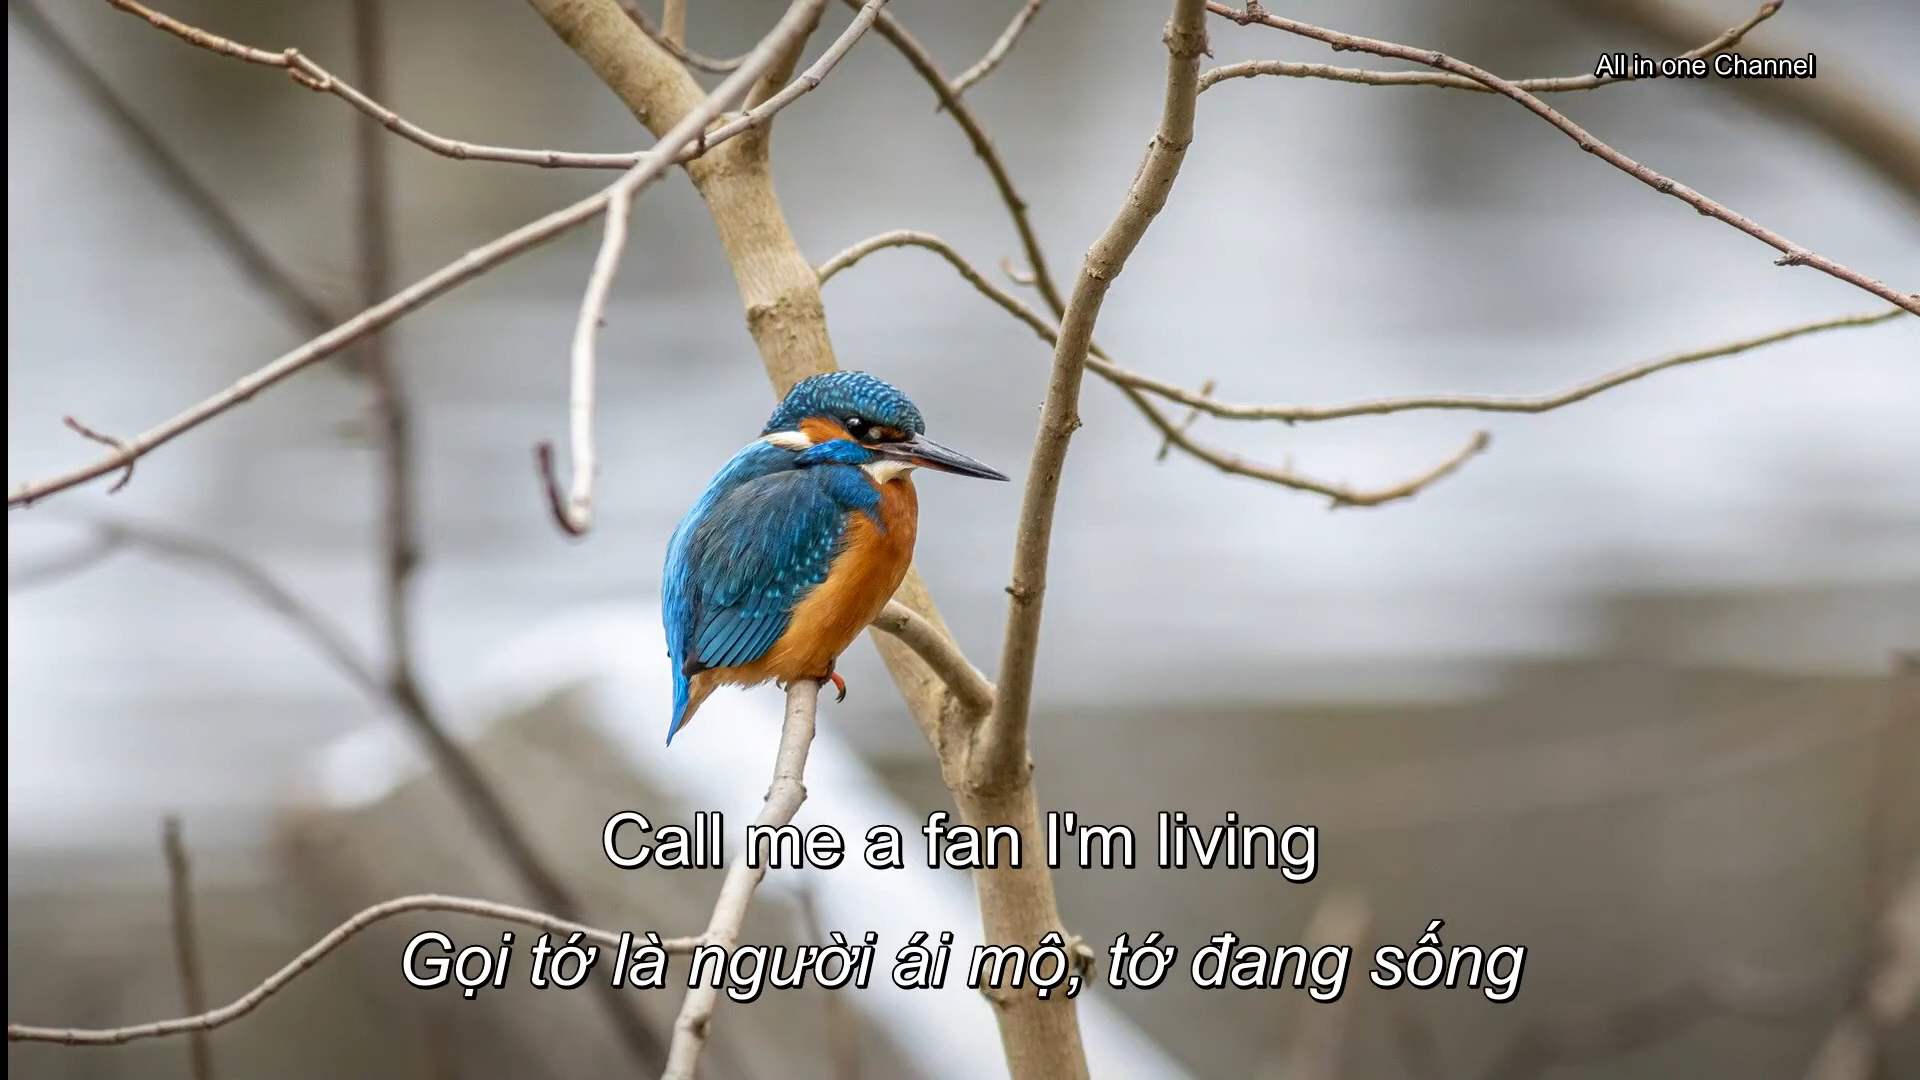 All in one Channel
Call me a fan I'm living
Gọi tớ là người ái mộ, tớ đang sống